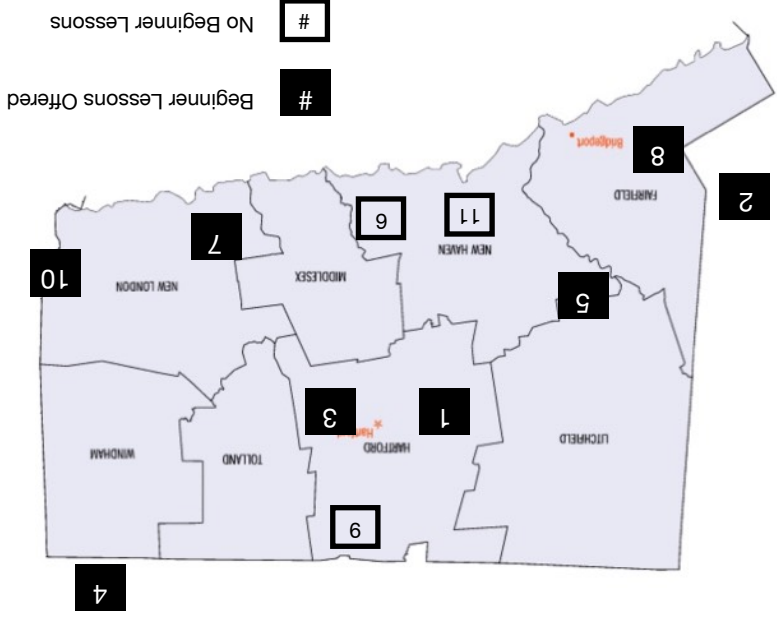 4
6
LITCHFIELD
HARTFORD
TOLLAND
WINDHAM
1
3
5
NEW HAVEN
MIDDLESEX
NEW LONDON
10
11
9
7
2
FAIRFIELD
8
Bridgeport
# Beginner Lessons Offered
# No Beginner Lessons